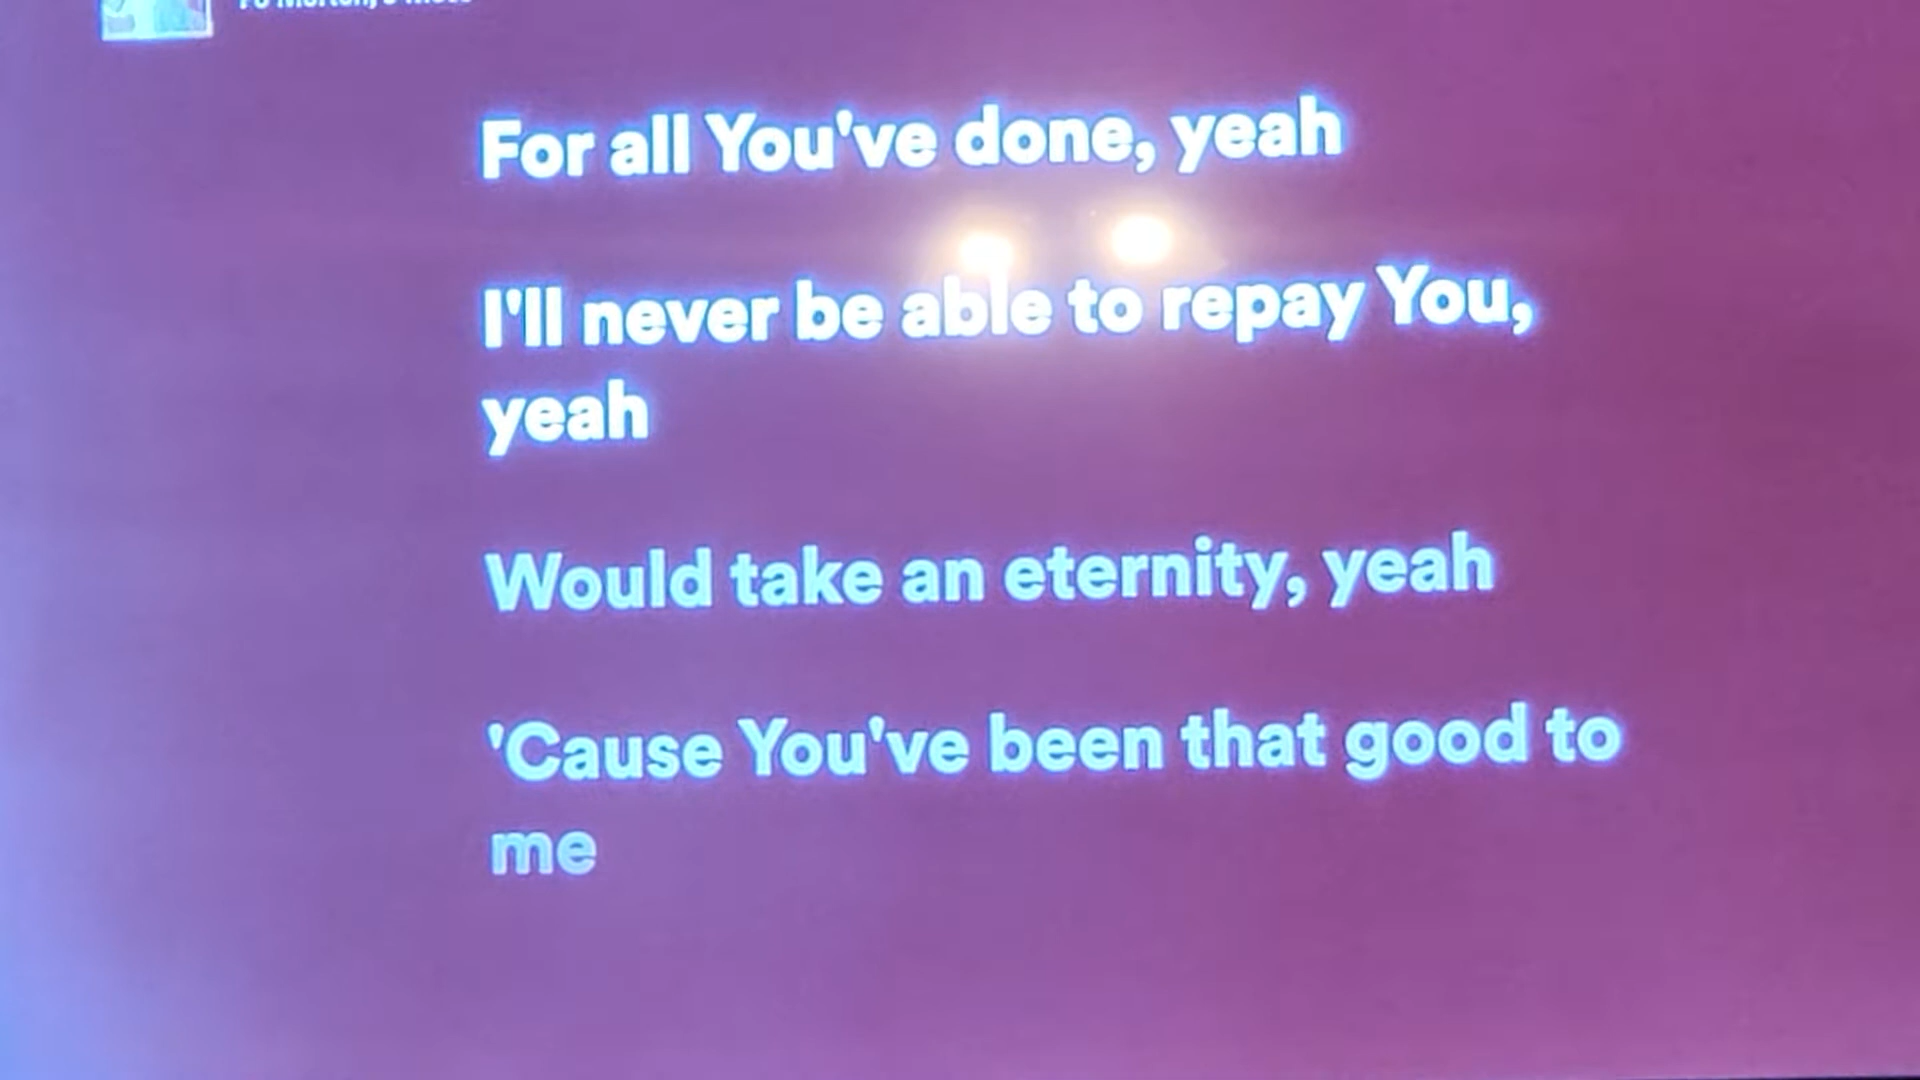 For all You've done, yeah
I'll never be able to repay You,
yeah
Would take an eternity, yeah
'Cause You've been that good to
me